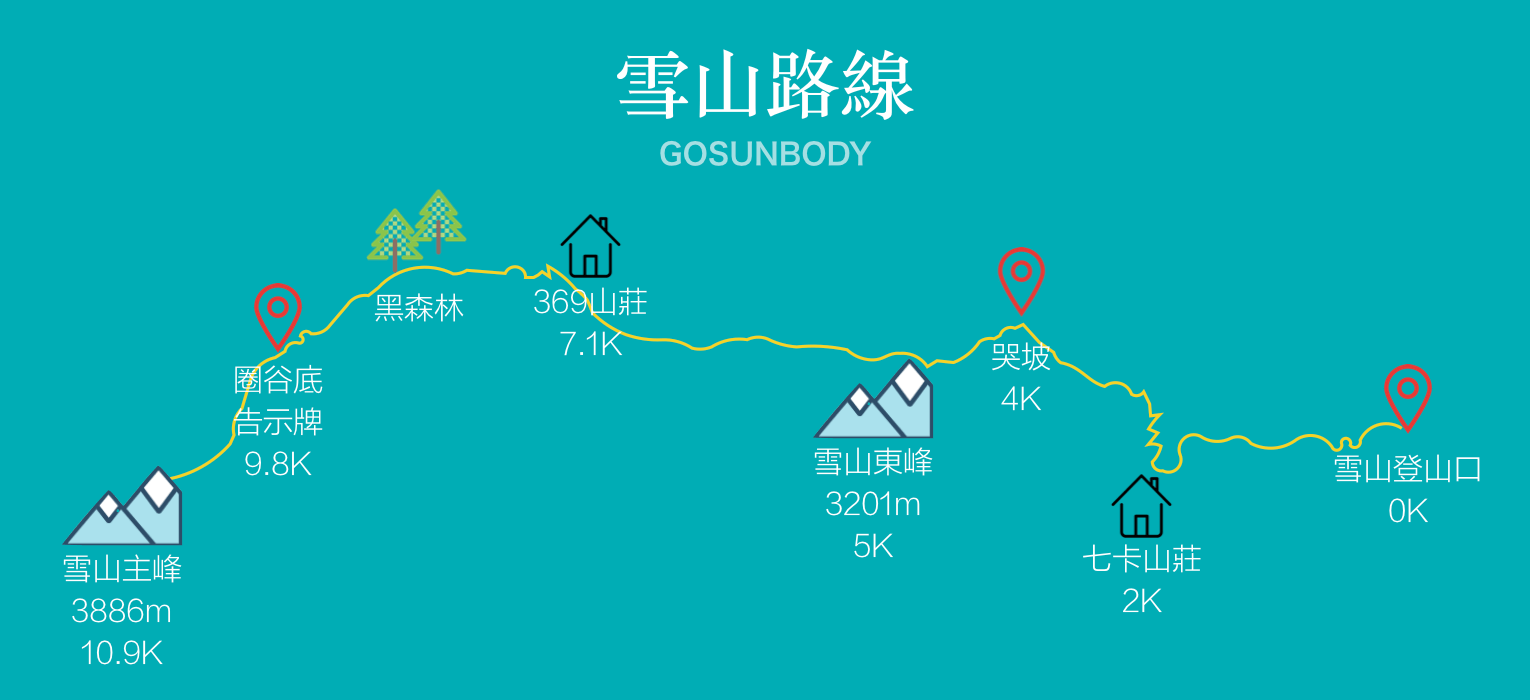 雪山路線
GOSUNBODY
黑森林
369山莊
7.1K
哭坡
4K
圈谷底
告示牌
9.8K
雪山東峰
3201m
5K
雪山登山口
0K
雪山主峰
3886m
10.9K
七卡山莊
2K